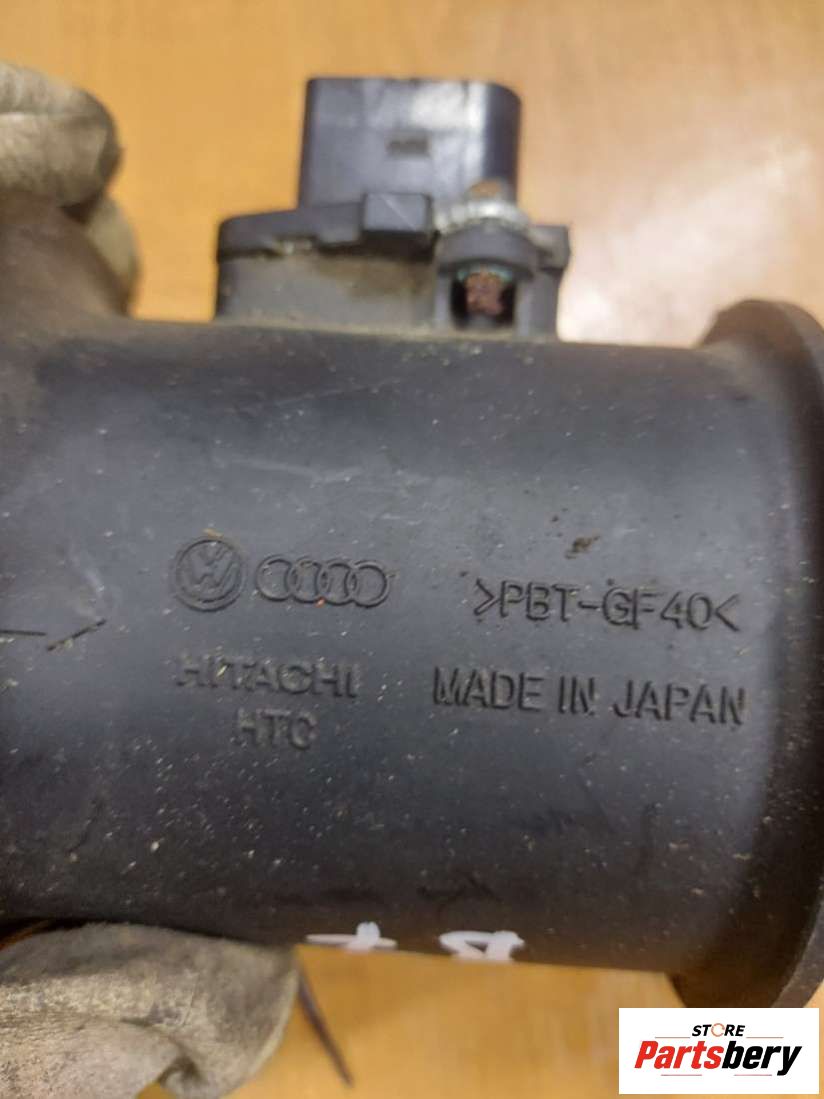 >PBT-GF40<
HITACHI
MADE IN JAPAN
HTC
STORE
Partsbery